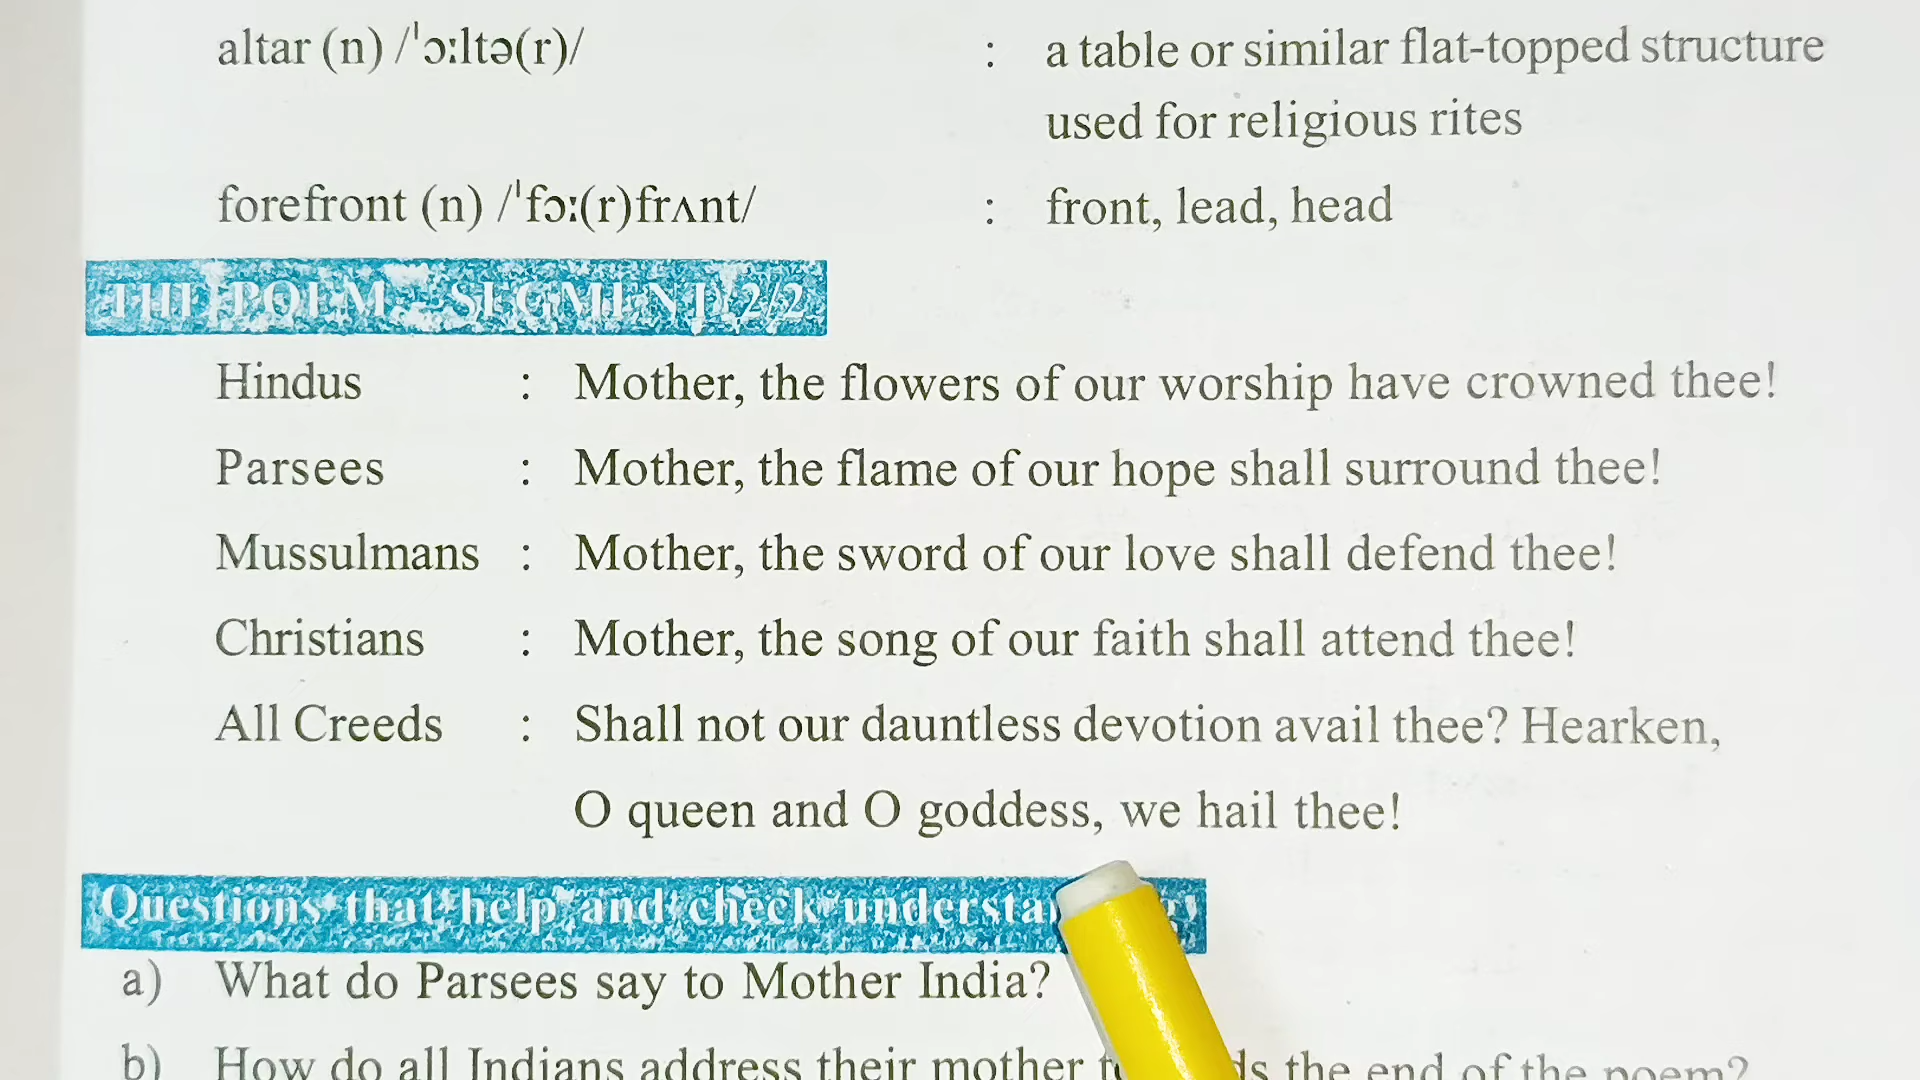 altar (n) /ˈɔːltə(r)/ : a table or similar flat-topped structure
used for religious rites
forefront (n) /ˈfɔː(r)frʌnt/ : front, lead, head
THE POEM - SEGMENT 2/2
Hindus : Mother, the flowers of our worship have crowned thee!
Parsees : Mother, the flame of our hope shall surround thee!
Mussulmans : Mother, the sword of our love shall defend thee!
Christians : Mother, the song of our faith shall attend thee!
All Creeds : Shall not our dauntless devotion avail thee? Hearken,
O queen and O goddess, we hail thee!
Questions that help and check
a) What do Parsees say to Mother India?
b) How do all Indians address their mother the end of the poem?